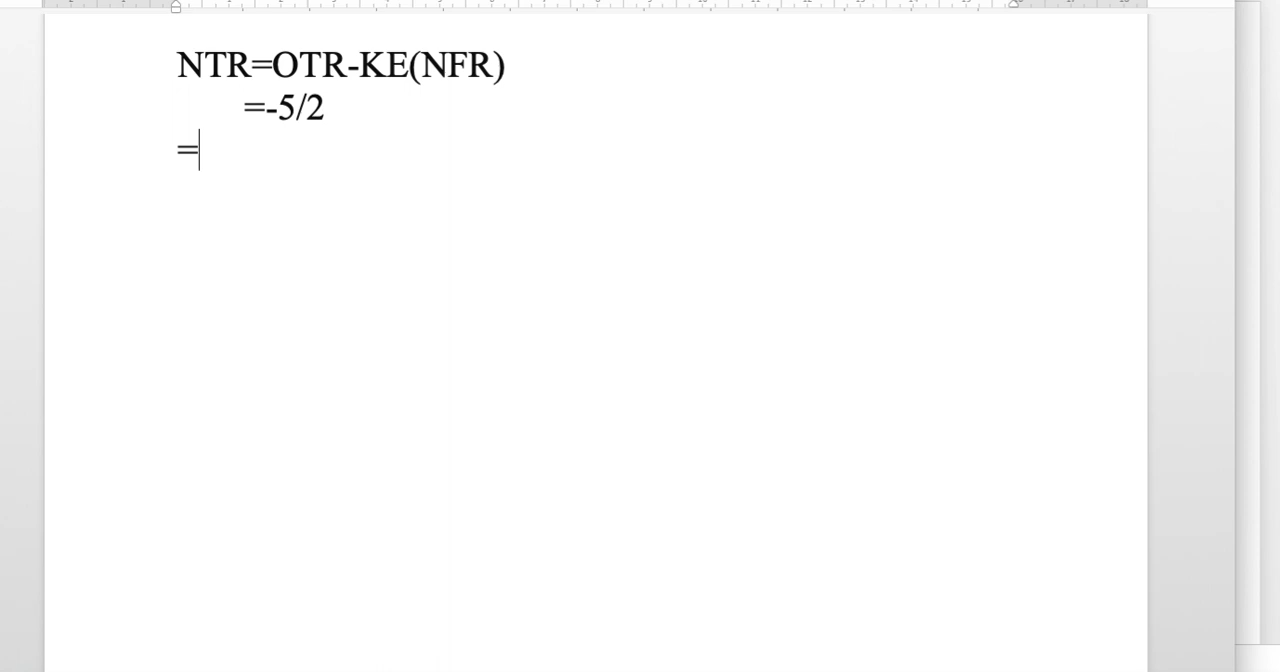 NTR=OTR-KE(NFR)
=-5/2
=